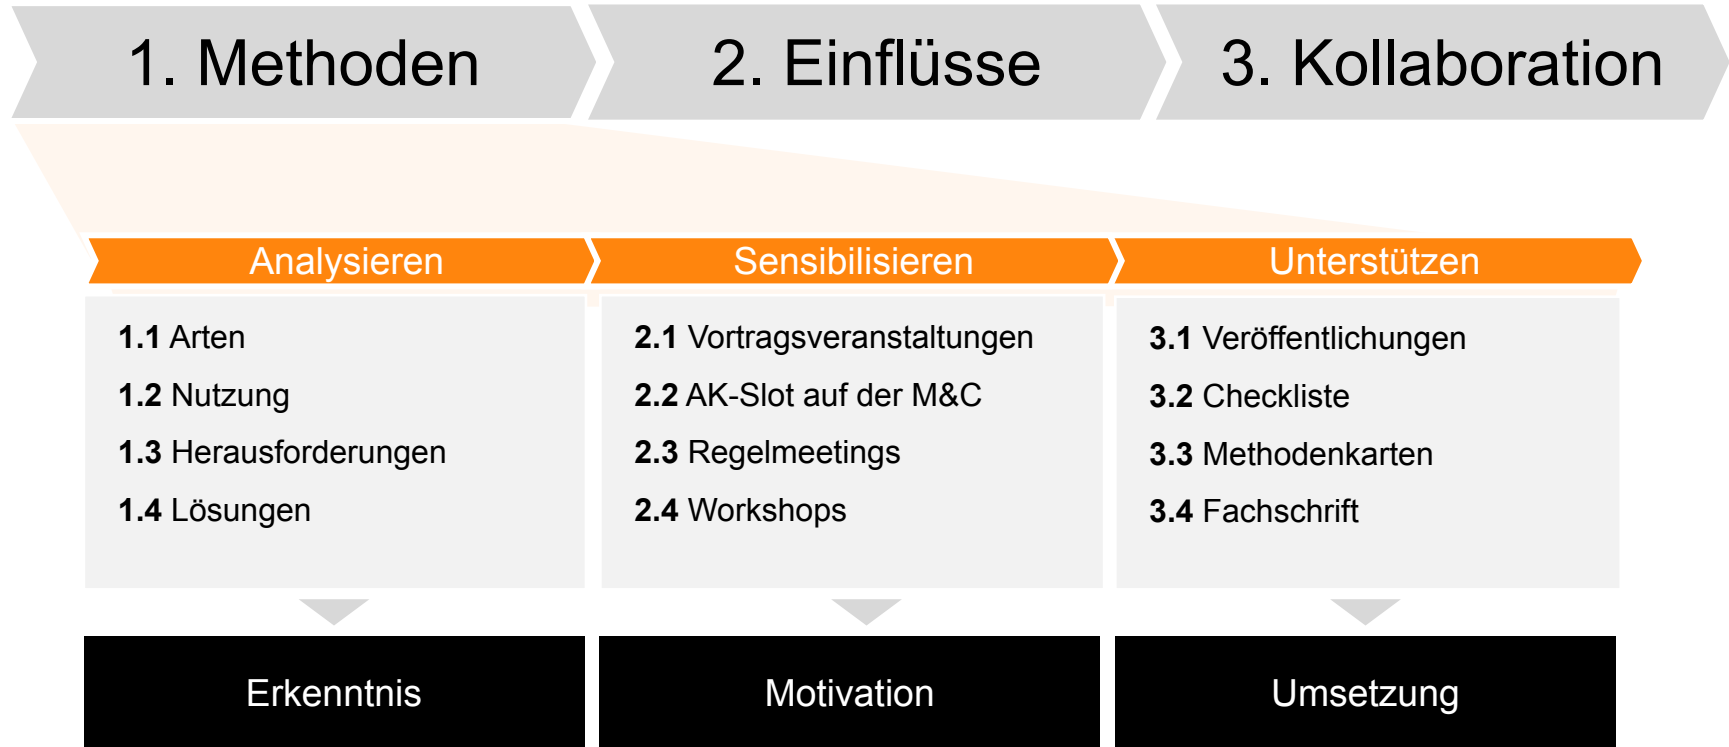 1. Methoden
2. Einflüsse
3. Kollaboration
Analysieren
Sensibilisieren
Unterstützen
1.1 Arten
1.2 Nutzung
1.3 Herausforderungen
1.4 Lösungen
2.1 Vortragsveranstaltungen
2.2 AK-Slot auf der M&C
2.3 Regelmeetings
2.4 Workshops
3.1 Veröffentlichungen
3.2 Checkliste
3.3 Methodenkarten
3.4 Fachschrift
Erkenntnis
Motivation
Umsetzung